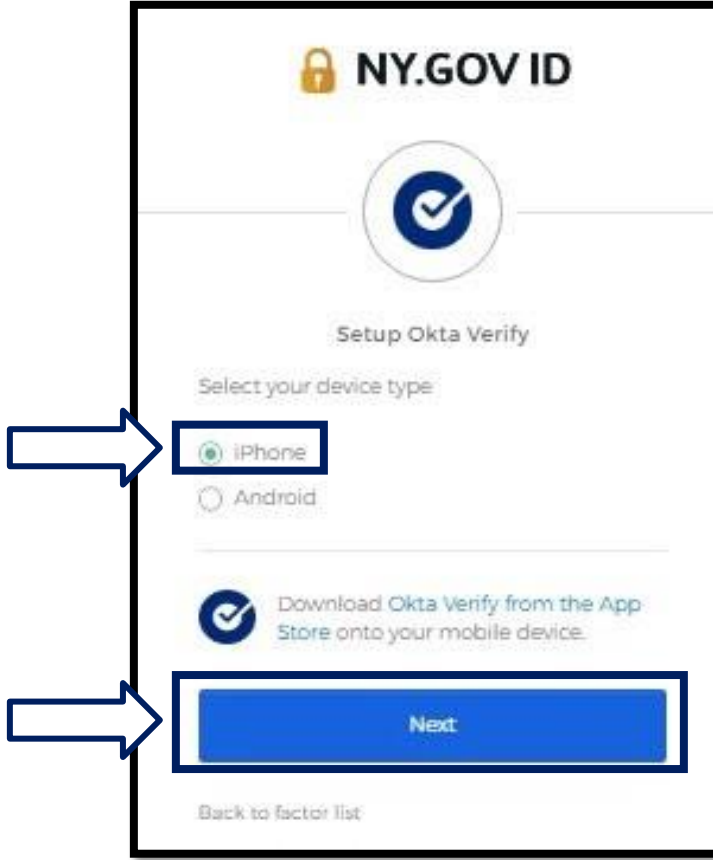 NY.GOV ID
Setup Okta Verify
Select your device type
iPhone
Android
Download Okta Verify from the App
Store onto your mobile device.
Next
Back to factor list